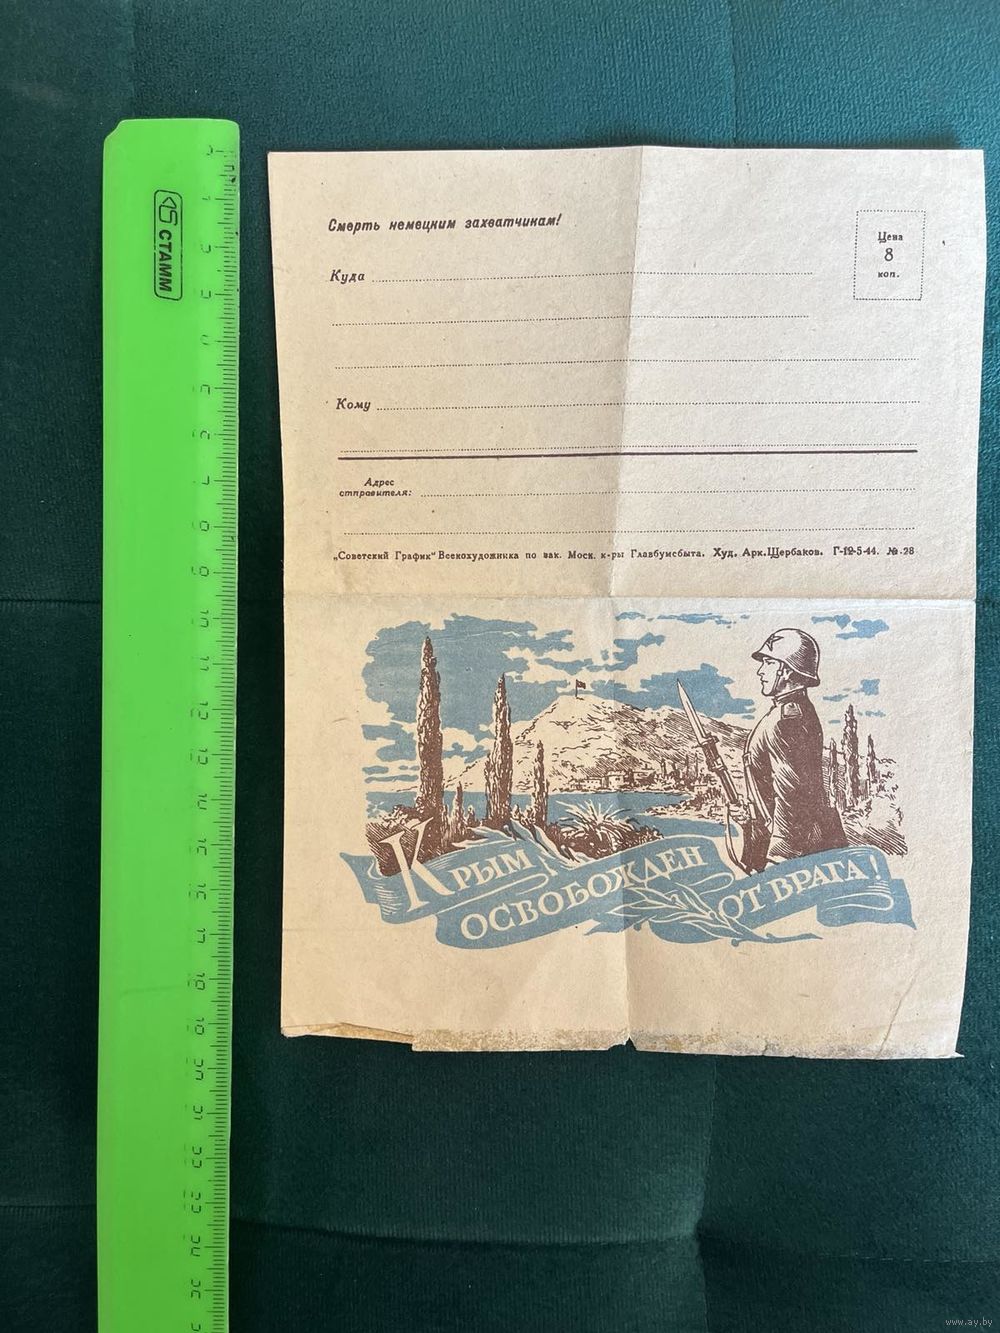 СТАММ
Смерть немецким захватчикам!
Цена
8
коп.
Куда
Кому
Адрес
отправителя:
„Советский График“ Всекохудожника по зак. Моск. к-ры Главбумсбыта. Худ. Арк. Щербаков. Г-12-5-44. № 28
КРЫМ
ОСВОБОЖДЕН
ОТ ВРАГА!
www.ay.by